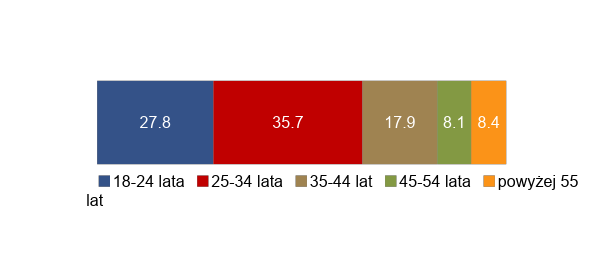 27.8 35.7 17.9 8.1 8.4
18-24 lata 25-34 lata 35-44 lat 45-54 lata powyżej 55
lat